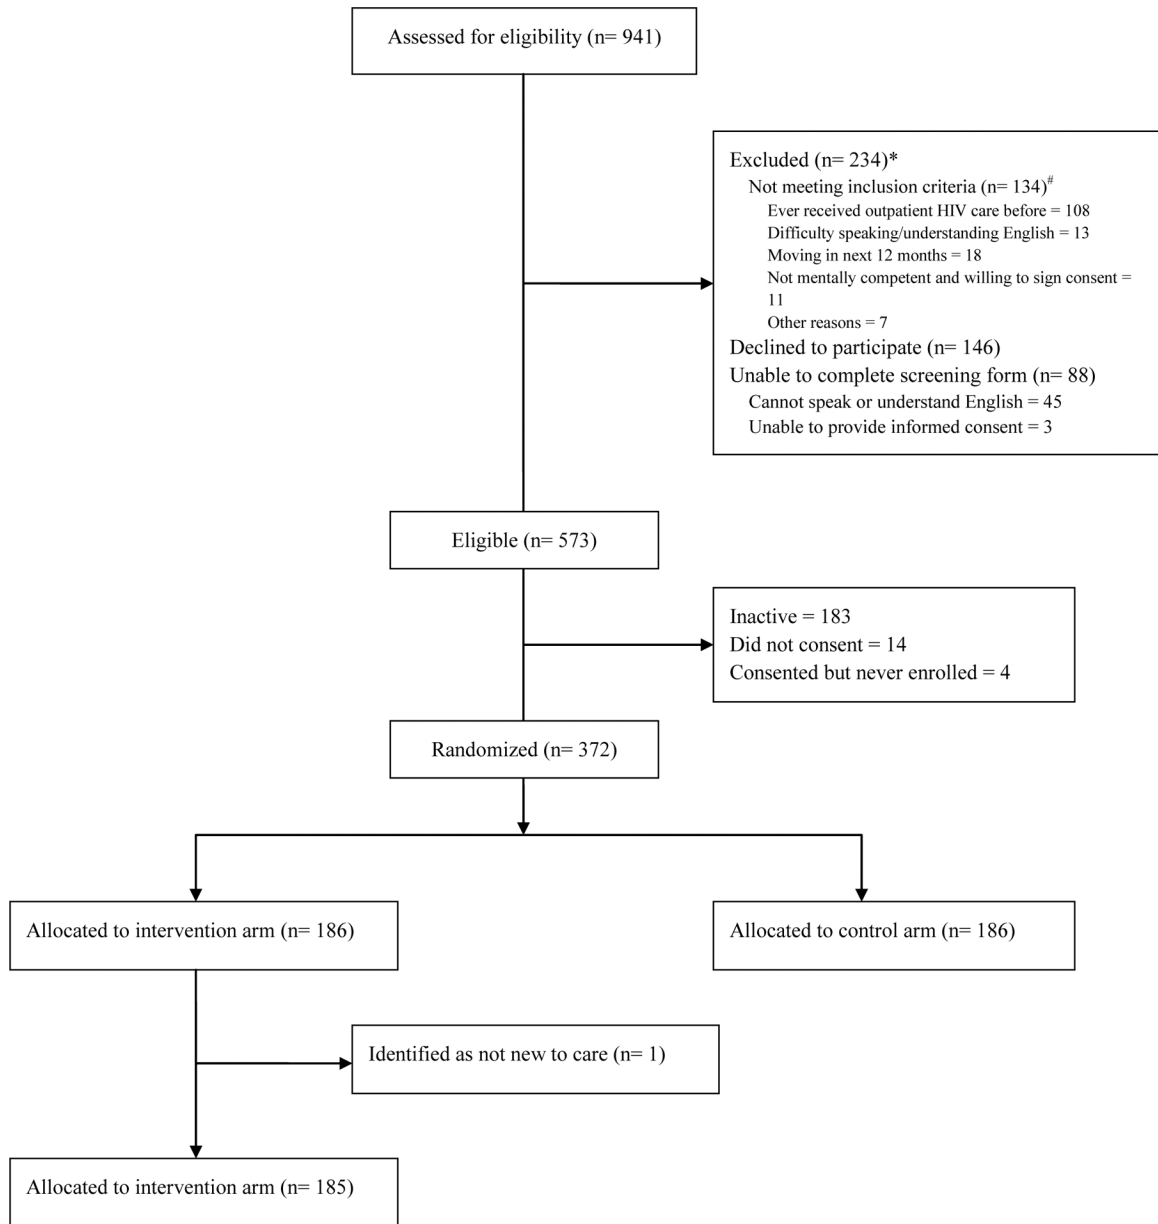 Assessed for eligibility (n= 941)
Excluded (n= 234)*
Not meeting inclusion criteria (n= 134)#
Ever received outpatient HIV care before = 108
Difficulty speaking/understanding English = 13
Moving in next 12 months = 18
Not mentally competent and willing to sign consent =
11
Other reasons = 7
Declined to participate (n= 146)
Unable to complete screening form (n= 88)
Cannot speak or understand English = 45
Unable to provide informed consent = 3
Eligible (n= 573)
Inactive = 183
Did not consent = 14
Consented but never enrolled = 4
Randomized (n= 372)
Allocated to intervention arm (n= 186)
Allocated to control arm (n= 186)
Identified as not new to care (n= 1)
Allocated to intervention arm (n= 185)